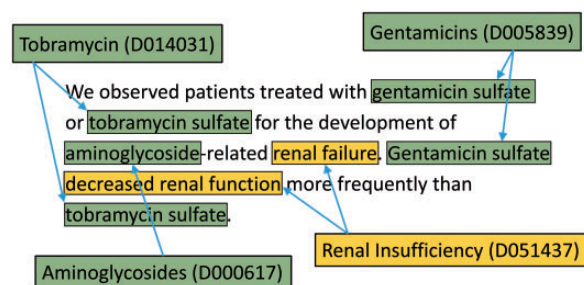 Tobramycin (D014031)
Gentamicins (D005839)
We observed patients treated with gentamicin sulfate
or tobramycin sulfate for the development of
aminoglycoside-related renal failure. Gentamicin sulfate
decreased renal function more frequently than
tobramycin sulfate.
Aminoglycosides (D000617)
Renal Insufficiency (D051437)